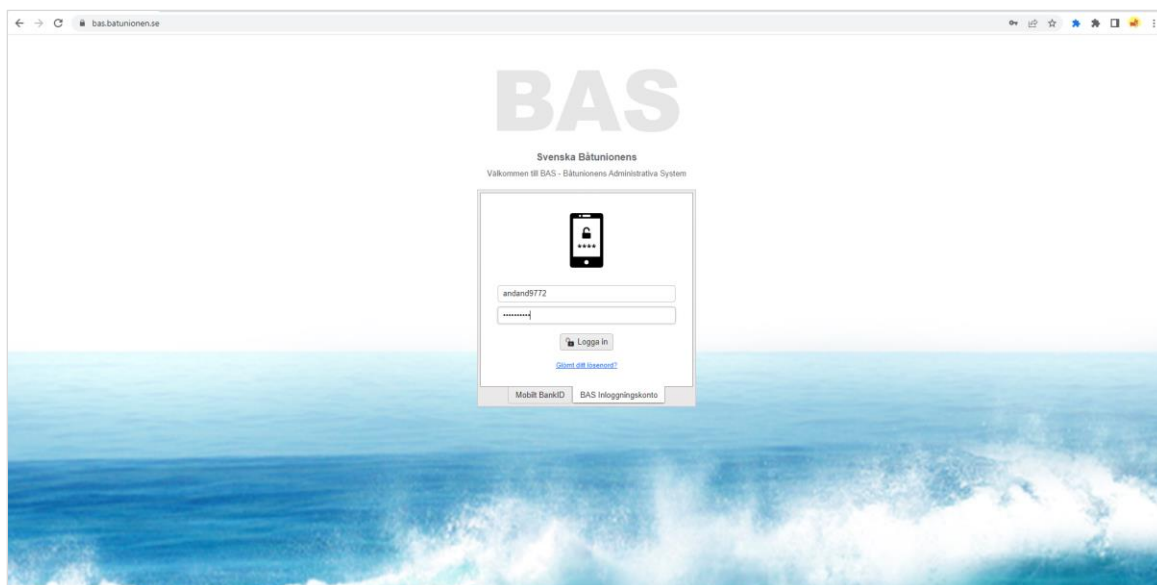 bas.batunionen.se
BAS
Svenska Båtunionens
Välkommen till BAS - Båtunionens Administrativa System
****
andand9772
••••••••••
Logga in
Glömt ditt lösenord?
Mobilt BankID
BAS Inloggningskonto